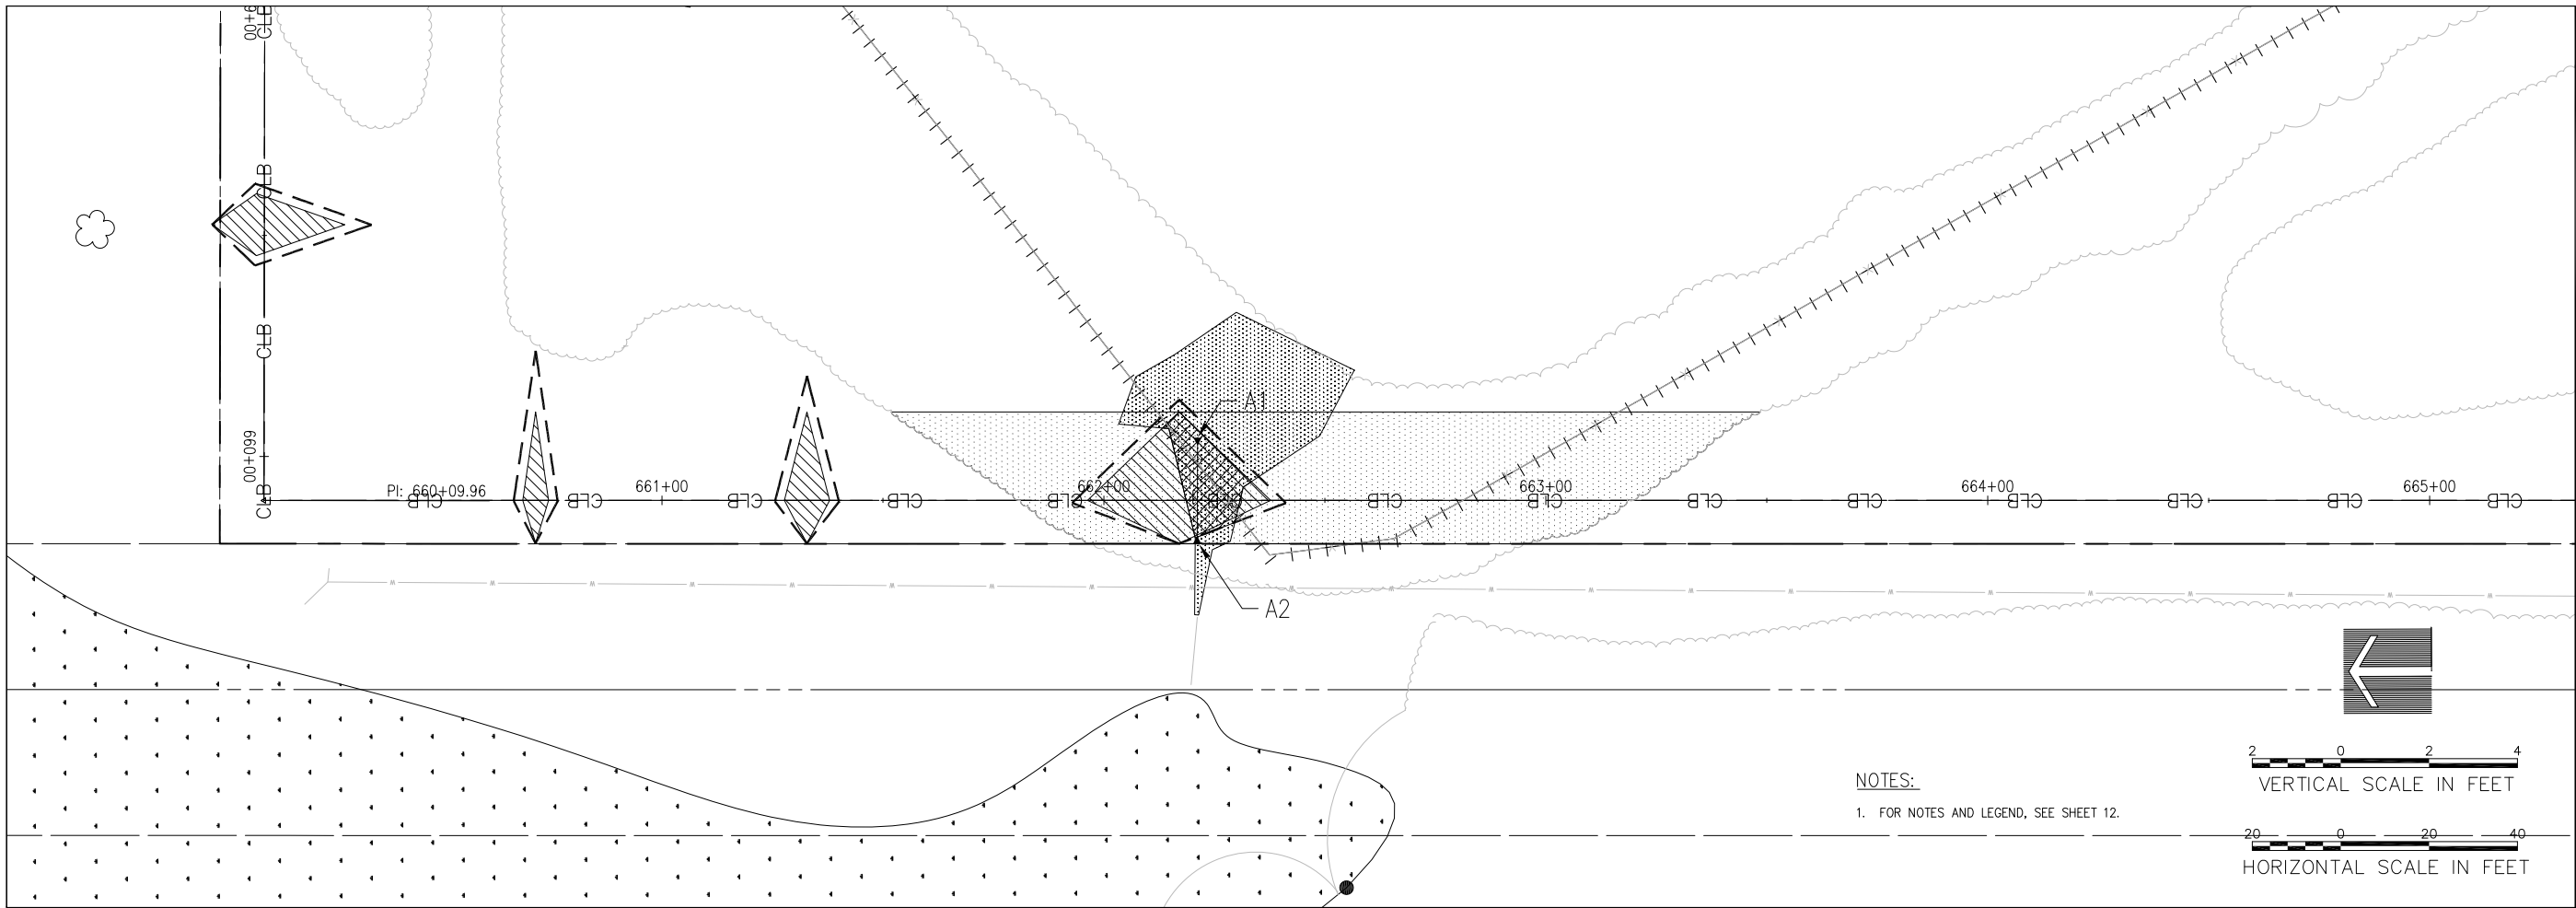 00+6
CLB
CLB
CLB
00+099
CLB
PI: 660+09.96
CLB
CLB
661+00
CLB
CLB
662+00
CLB
CLB
CLB
663+00
CLB
CLB
664+00
CLB
CLB
CLB
665+00
CLB
A1
A2
W W W W W W W W W W W W W W W W W W W W W W
NOTES:
1. FOR NOTES AND LEGEND, SEE SHEET 12.
2 0 2 4
VERTICAL SCALE IN FEET
20 0 20 40
HORIZONTAL SCALE IN FEET